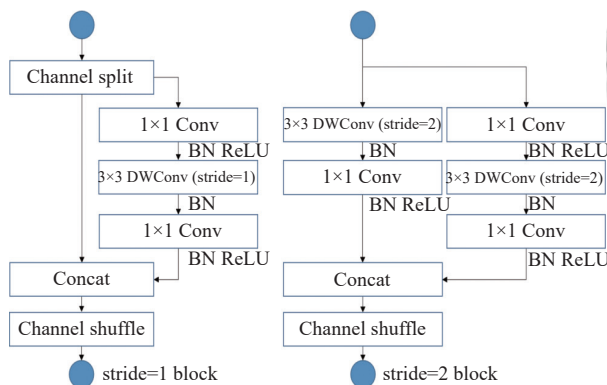 Channel split
1×1 Conv
BN ReLU
3×3 DWConv (stride=1)
BN
1×1 Conv
BN ReLU
Concat
Channel shuffle
stride=1 block
3×3 DWConv (stride=2)
BN
1×1 Conv
BN ReLU
1×1 Conv
BN ReLU
3×3 DWConv (stride=2)
BN
1×1 Conv
BN ReLU
Concat
Channel shuffle
stride=2 block